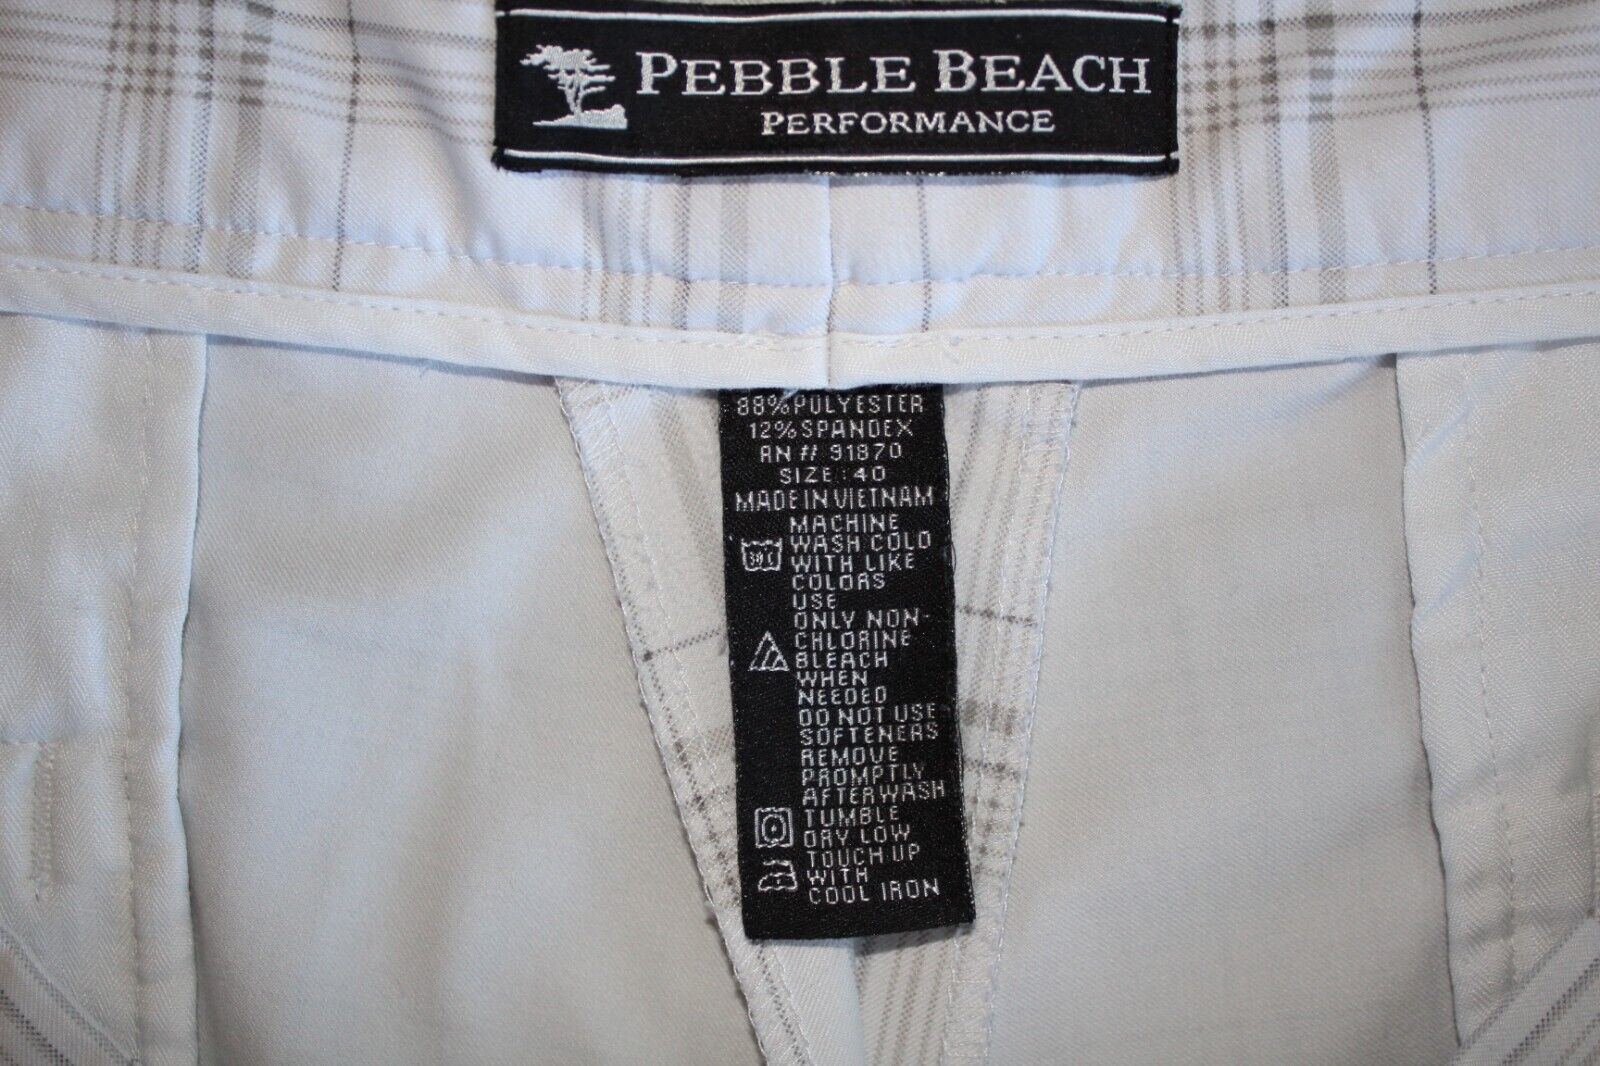 PEBBLE BEACH
PERFORMANCE
88% POLYESTER
12% SPANDEX
RN # 91870
SIZE : 40
MADE IN VIETNAM
MACHINE
WASH COLD
WITH LIKE
COLORS
USE
ONLY NON-
CHLORINE
BLEACH
WHEN
NEEDED
DO NOT USE
SOFTENERS
REMOVE
PROMPTLY
AFTER WASH
TUMBLE
DRY LOW
TOUCH UP
WITH
COOL IRON